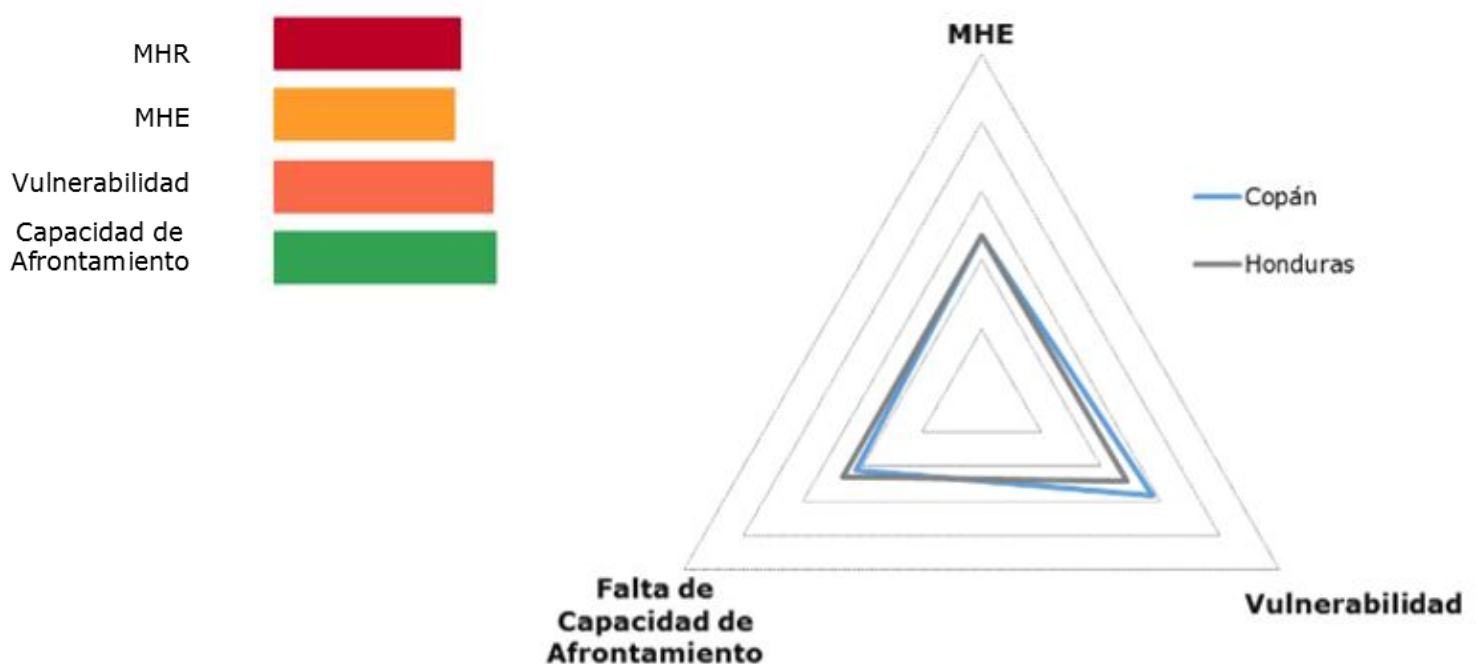 MHR
MHE
Vulnerabilidad
Capacidad de
Afrontamiento
MHE
Copán
Honduras
Falta de
Capacidad de
Afrontamiento
Vulnerabilidad